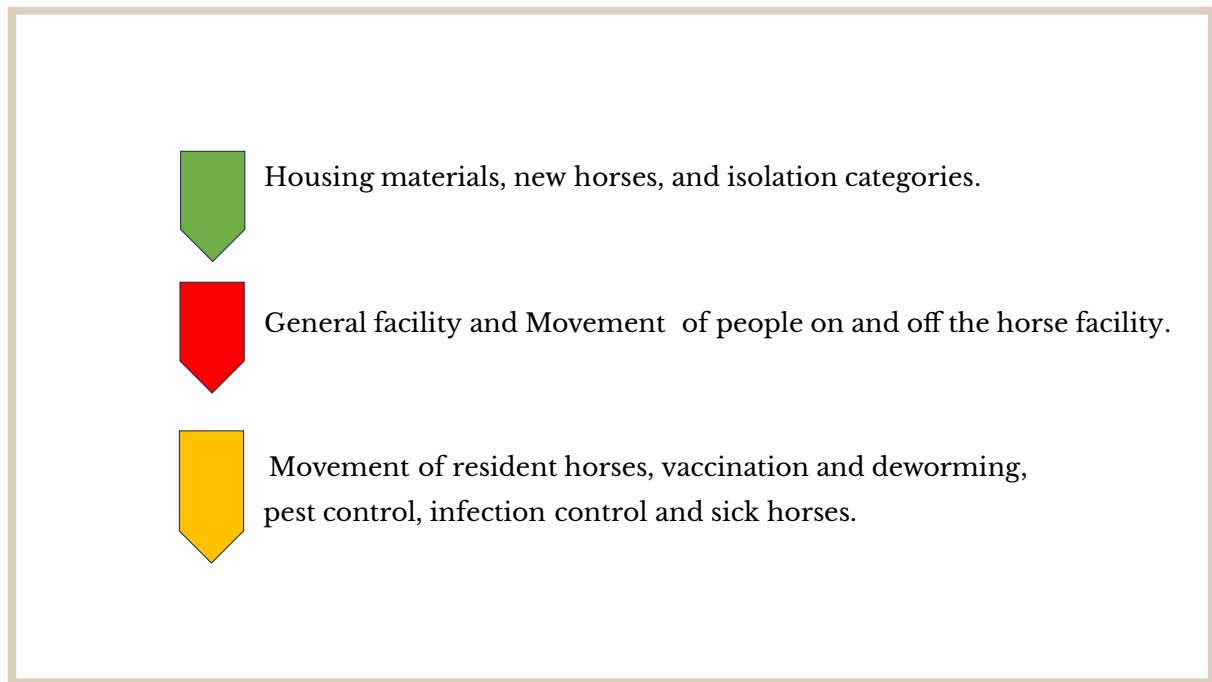 Housing materials, new horses, and isolation categories.
General facility and Movement  of people on and off the horse facility.
Movement of resident horses, vaccination and deworming,
pest control, infection control and sick horses.